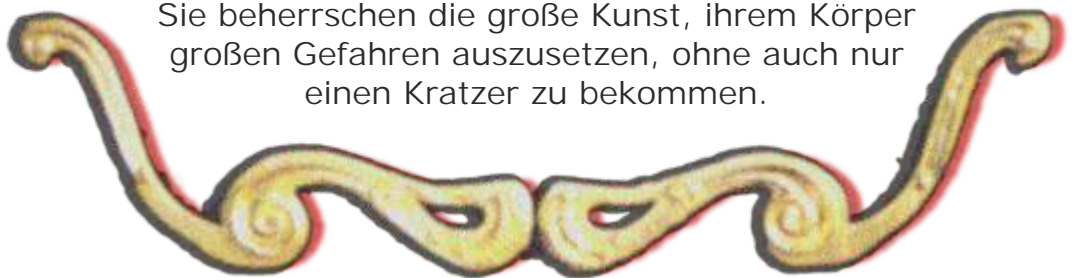 Sie beherrschen die große Kunst, ihrem Körper
großen Gefahren auszusetzen, ohne auch nur
einen Kratzer zu bekommen.